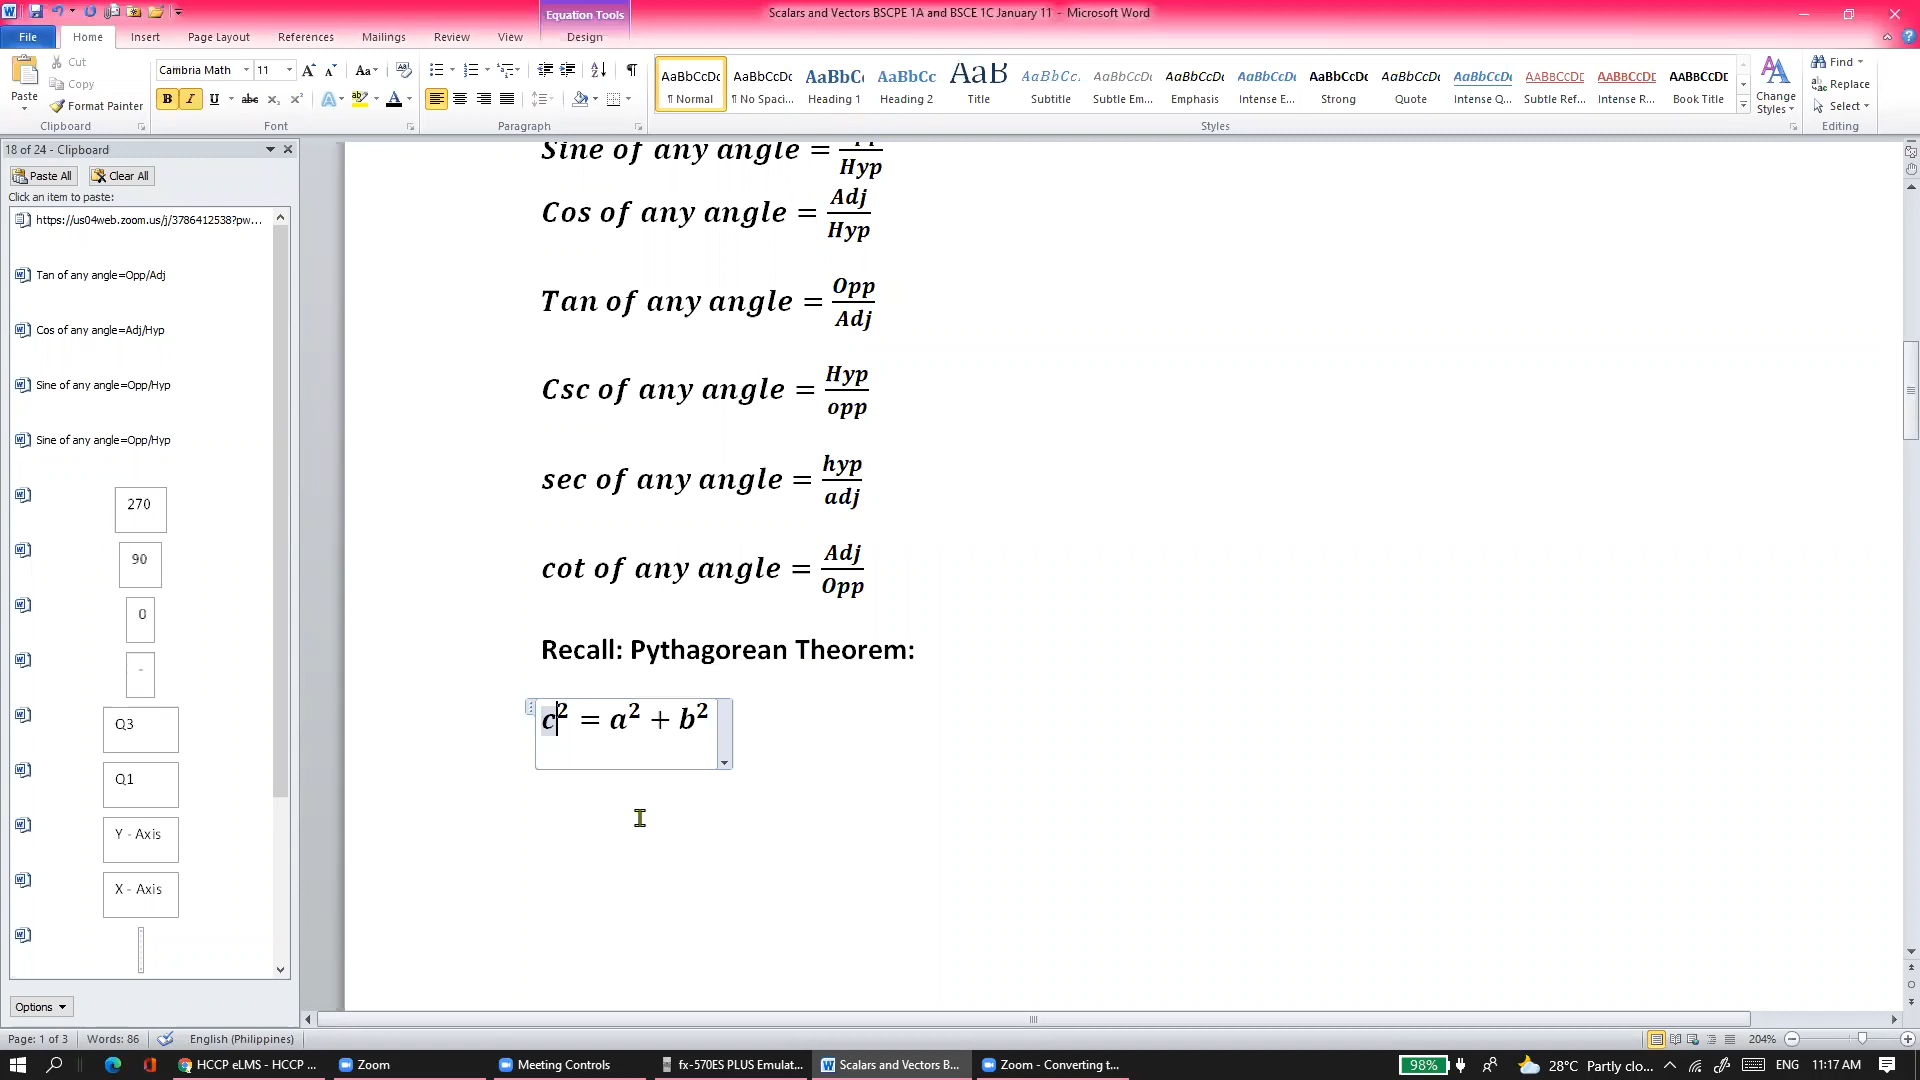 Scalars and Vectors BSCPE 1A and BSCE 1C January 11 - Microsoft Word
Equation Tools
File
Home
Insert
Page Layout
References
Mailings
Review
View
Design
Paste
Cut
Copy
Format Painter
Clipboard
Cambria Math
11
Font
Paragraph
AaBbCcDc
¶ Normal
AaBbCcDc
¶ No Spaci...
AaBbC
Heading 1
AaBbCc
Heading 2
AaB
Title
AaBbCc.
Subtitle
AaBbCcDc
Subtle Em...
AaBbCcDc
Emphasis
AaBbCcDc
Intense E...
AaBbCcDc
Strong
AaBbCcDc
Quote
AaBbCcDc
Intense Q...
AABBCCDE
Subtle Ref...
AABBCCDE
Intense R...
AABBCCDE
Book Title
Change
Styles
Styles
Find
Replace
Select
Editing
18 of 24 - Clipboard
Paste All
Clear All
Click an item to paste:
https://us04web.zoom.us/j/3786412538?pw...
Tan of any angle=Opp/Adj
Cos of any angle=Adj/Hyp
Sine of any angle=Opp/Hyp
Sine of any angle=Opp/Hyp
270
90
0
-
Q3
Q1
Y - Axis
X - Axis
Options
Sine of any angle = /Hyp
Cos of any angle = Adj/Hyp
Tan of any angle = Opp/Adj
Csc of any angle = Hyp/opp
sec of any angle = hyp/adj
cot of any angle = Adj/Opp
Recall: Pythagorean Theorem:
c² = a² + b²
Page: 1 of 3
Words: 86
English (Philippines)
204%
HCCP eLMS - HCCP ...
Zoom
Meeting Controls
fx-570ES PLUS Emulat...
Scalars and Vectors B...
Zoom - Converting t...
98%
28°C Partly clo...
ENG
11:17 AM